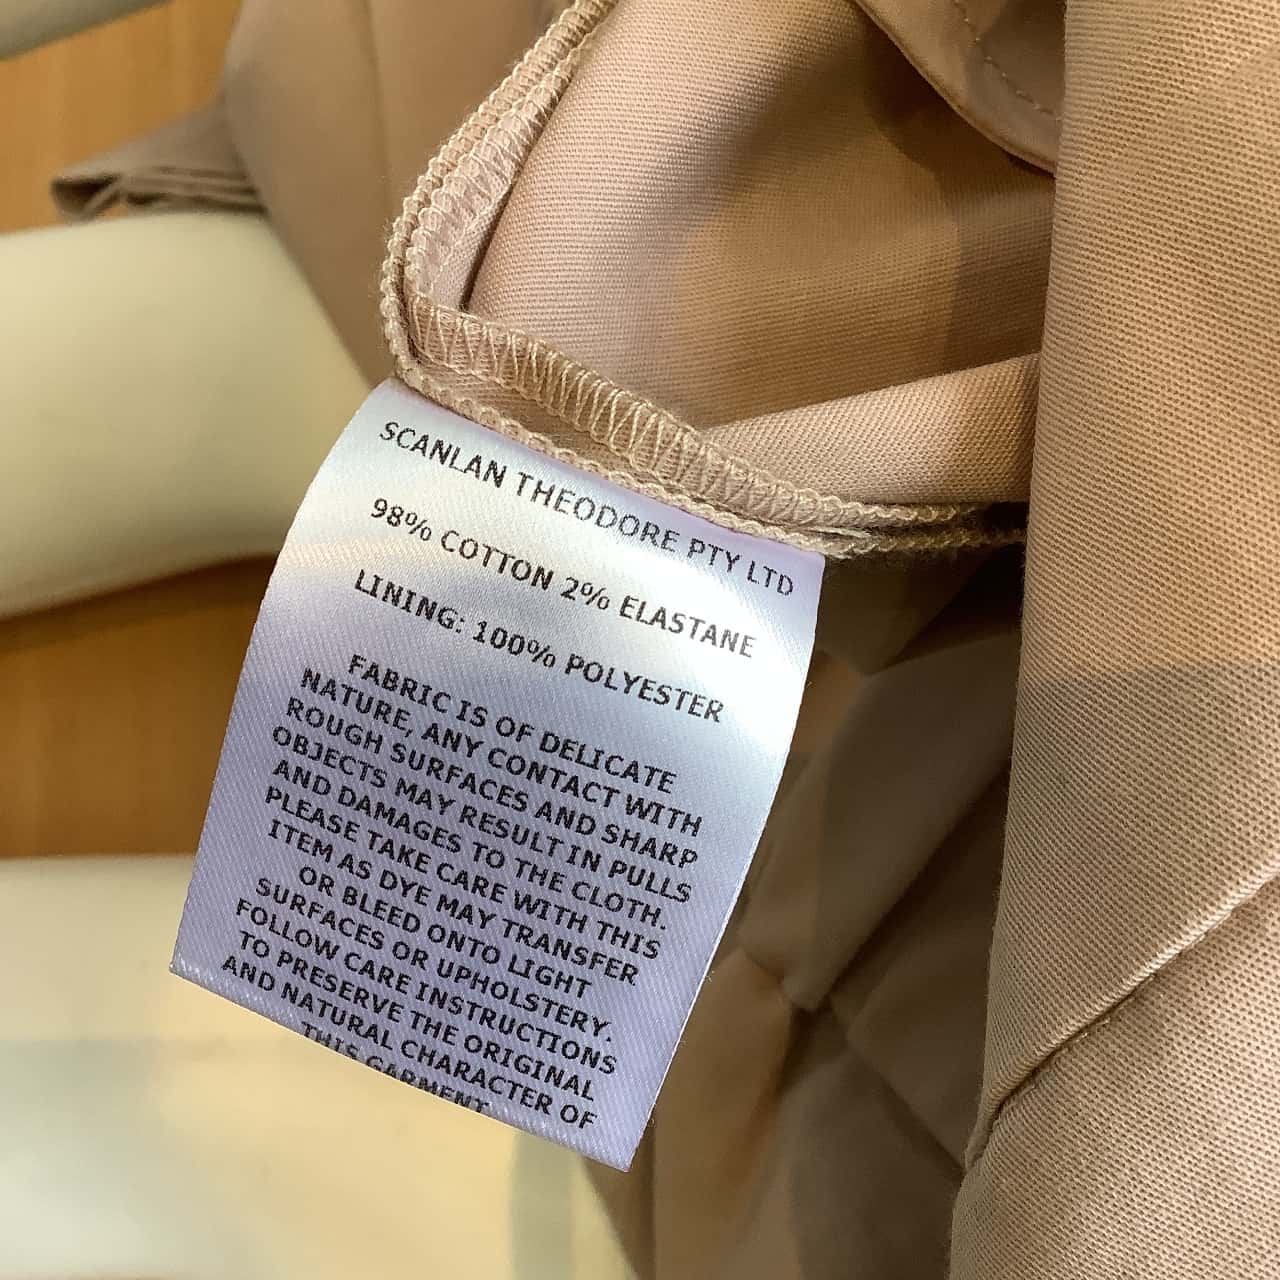 SCANLAN THEODORE PTY LTD
98% COTTON 2% ELASTANE
LINING: 100% POLYESTER
FABRIC IS OF DELICATE
NATURE, ANY CONTACT WITH
ROUGH SURFACES AND SHARP
OBJECTS MAY RESULT IN PULLS
AND DAMAGES TO THE CLOTH.
PLEASE TAKE CARE WITH THIS
ITEM AS DYE MAY TRANSFER
OR BLEED ONTO LIGHT
SURFACES OR UPHOLSTERY.
FOLLOW CARE INSTRUCTIONS
TO PRESERVE THE ORIGINAL
AND NATURAL CHARACTER OF
THIS GARMENT